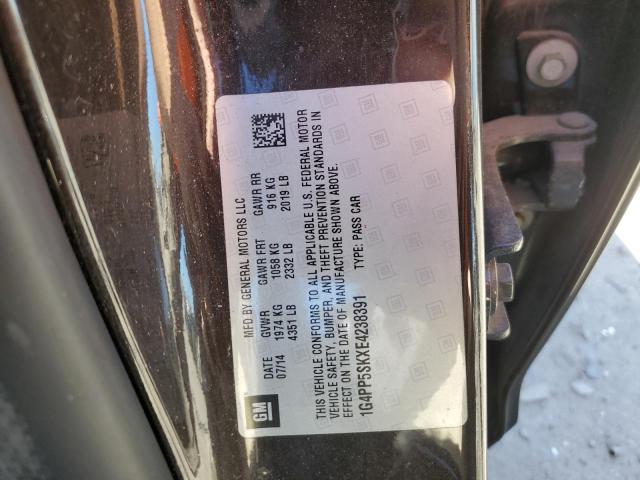 MFD BY GENERAL MOTORS LLC
DATE GVWR GAWR FRT GAWR RR
07/14 1974 KG 1058 KG 916 KG
4351 LB 2332 LB 2019 LB
THIS VEHICLE CONFORMS TO ALL APPLICABLE U.S. FEDERAL MOTOR
VEHICLE SAFETY, BUMPER, AND THEFT PREVENTION STANDARDS IN
EFFECT ON THE DATE OF MANUFACTURE SHOWN ABOVE.
1G4PP5SKXE4238391 TYPE: PASS CAR
GM